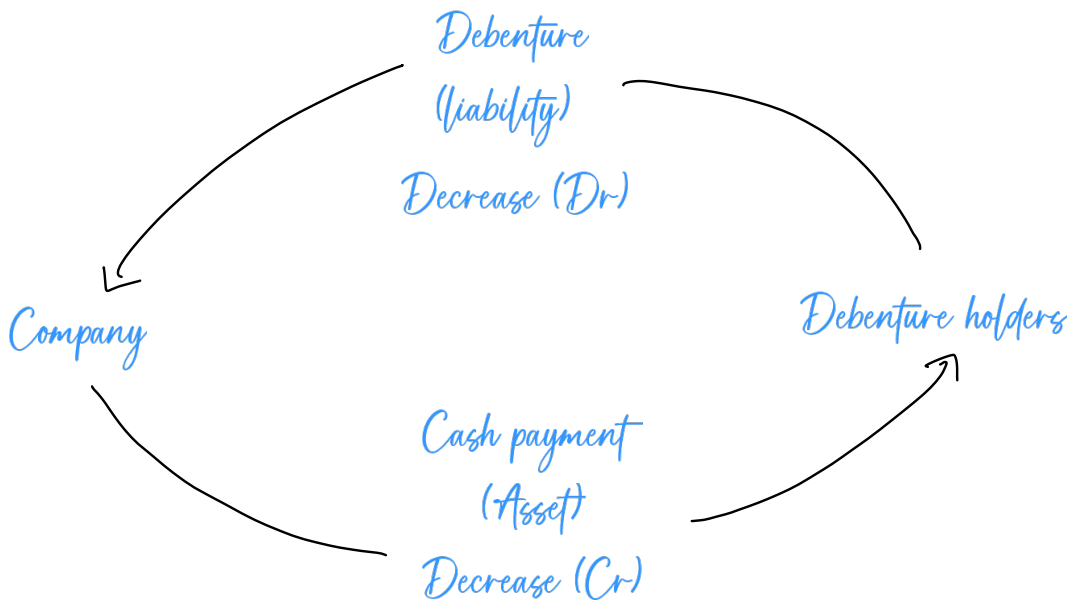 Debenture
(liability)
Decrease (Dr)
Company
Debenture holders
Cash payment
(Asset)
Decrease (Cr)